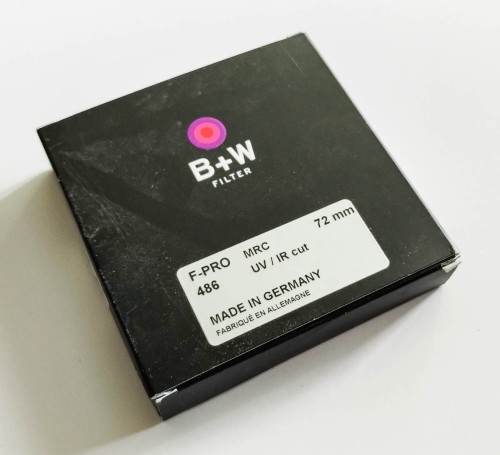 B+W
FILTER
F-PRO MRC 72 mm
486 UV / IR cut
MADE IN GERMANY
FABRIQUÉ EN ALLEMAGNE